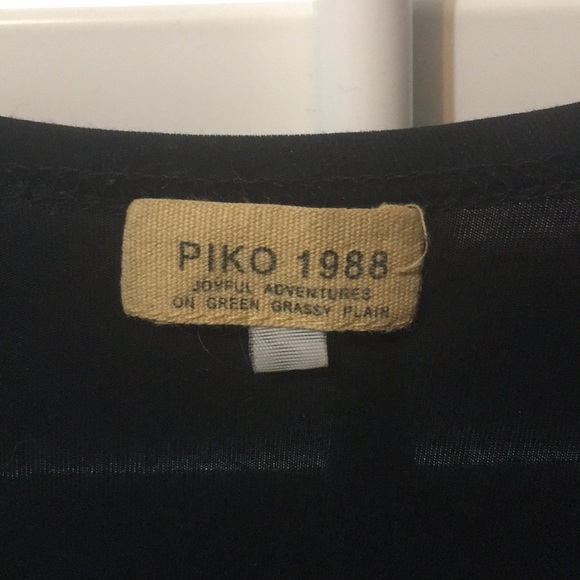 PIKO 1988
JOYFUL ADVENTURES
ON GREEN GRASSY PLAIN